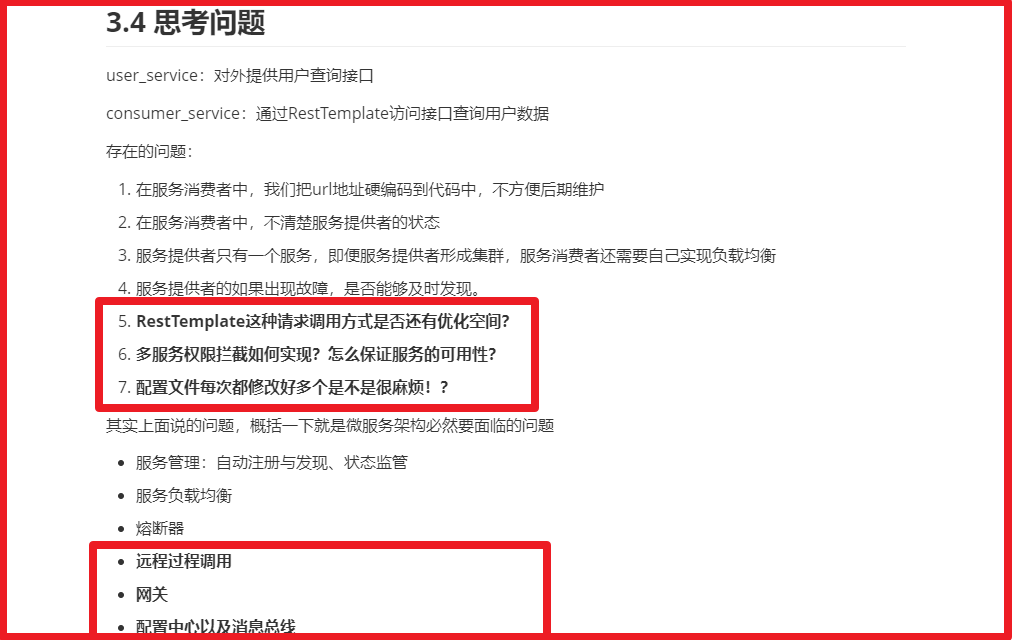 3.4 思考问题
user_service：对外提供用户查询接口
consumer_service：通过RestTemplate访问接口查询用户数据
存在的问题：
1. 在服务消费者中，我们把url地址硬编码到代码中，不方便后期维护
2. 在服务消费者中，不清楚服务提供者的状态
3. 服务提供者只有一个服务，即便服务提供者形成集群，服务消费者还需要自己实现负载均衡
4. 服务提供者的如果出现故障，是否能够及时发现。
5. RestTemplate这种请求调用方式是否还有优化空间？
6. 多服务权限拦截如何实现？怎么保证服务的可用性？
7. 配置文件每次都修改好多个是不是很麻烦！？
其实上面说的问题，概括一下就是微服务架构必然要面临的问题
• 服务管理：自动注册与发现、状态监管
• 服务负载均衡
• 熔断器
• 远程过程调用
• 网关
• 配置中心以及消息总线